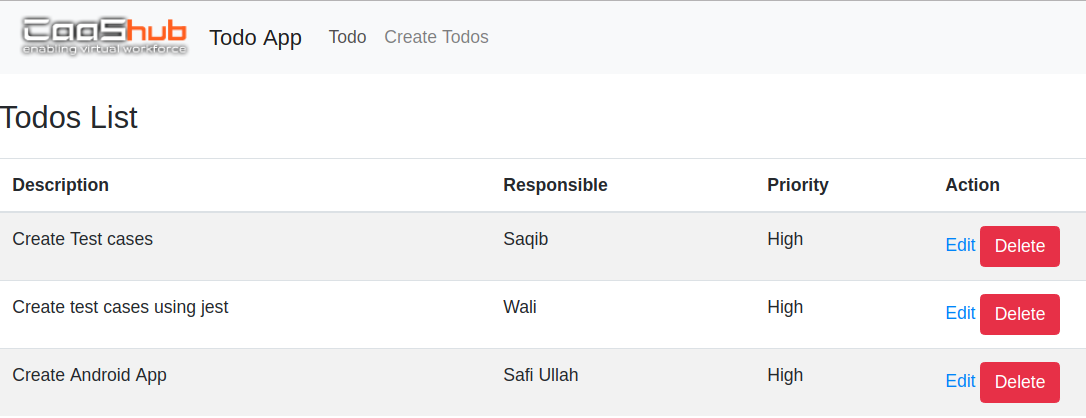 TaaShub
enabling virtual workforce
Todo App Todo Create Todos
Todos List
Description Responsible Priority Action
Create Test cases Saqib High Edit Delete
Create test cases using jest Wali High Edit Delete
Create Android App Safi Ullah High Edit Delete